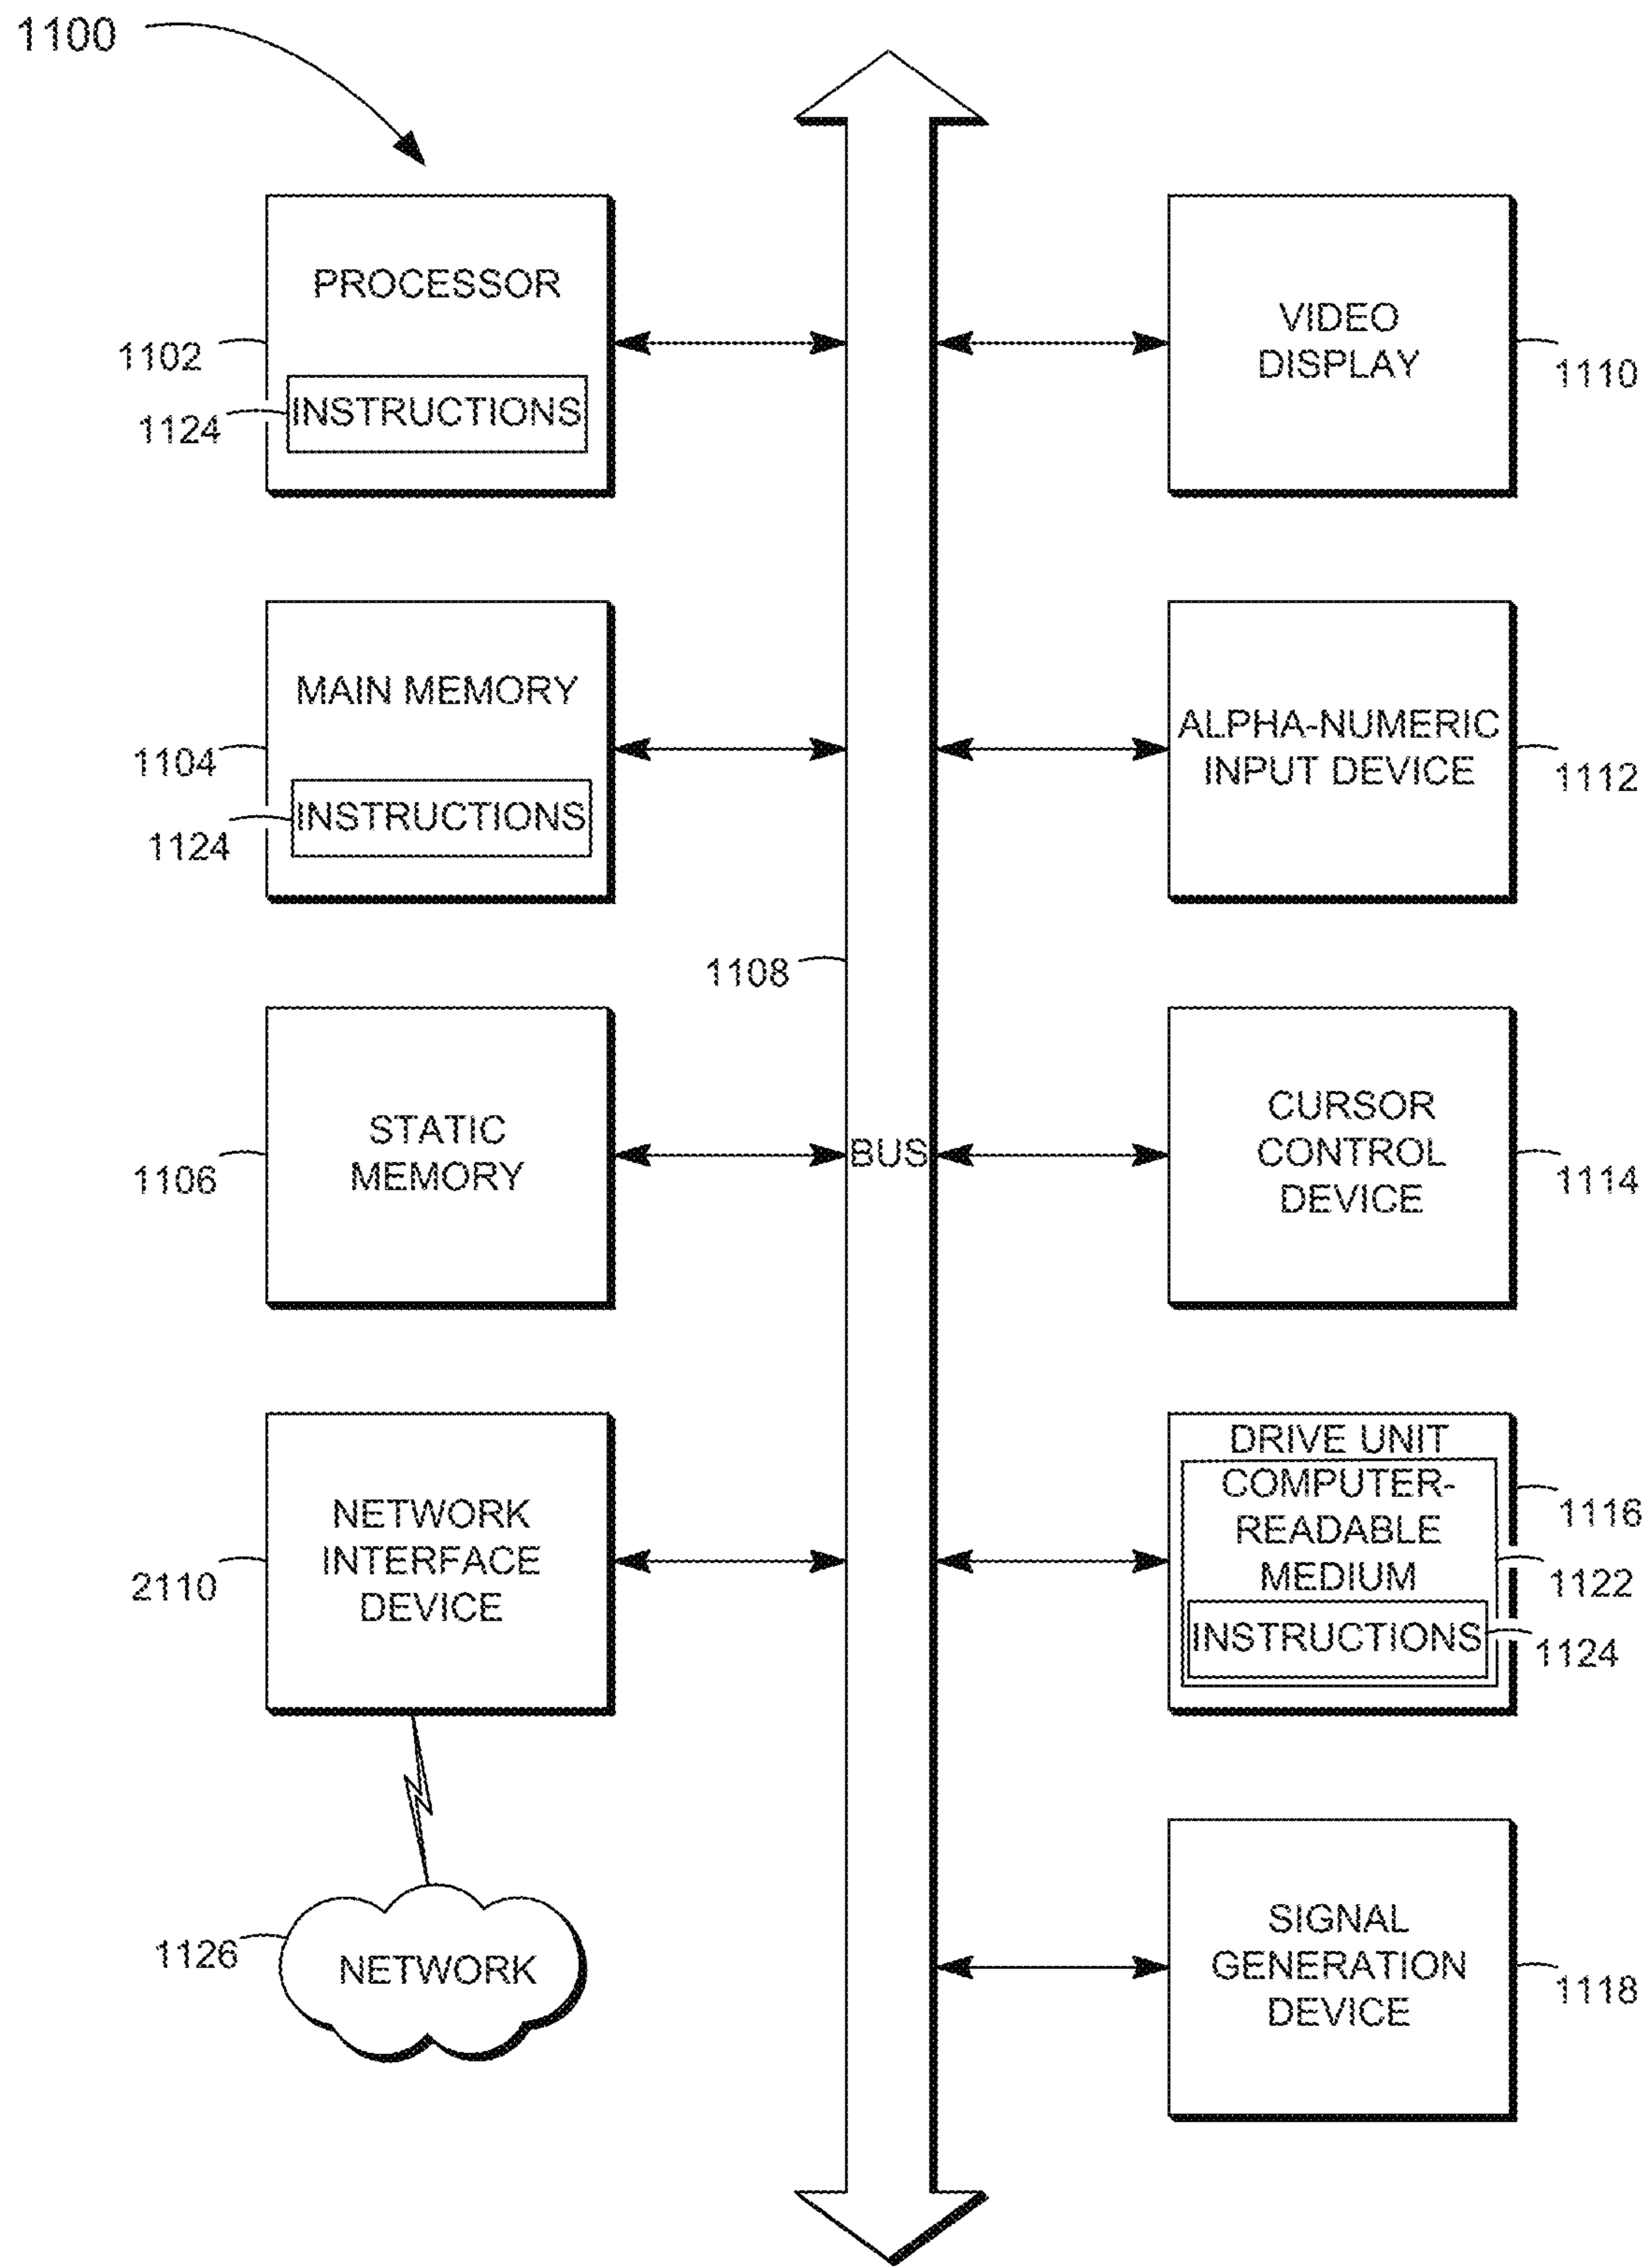 1100
PROCESSOR
1102
INSTRUCTIONS
1124
MAIN MEMORY
1104
INSTRUCTIONS
1124
1108
STATIC
MEMORY
1106
BUS
NETWORK
INTERFACE
DEVICE
2110
NETWORK
1126
VIDEO
DISPLAY
1110
ALPHA-NUMERIC
INPUT DEVICE
1112
CURSOR
CONTROL
DEVICE
1114
DRIVE UNIT
COMPUTER-
READABLE
MEDIUM
1116
1122
INSTRUCTIONS
1124
SIGNAL
GENERATION
DEVICE
1118